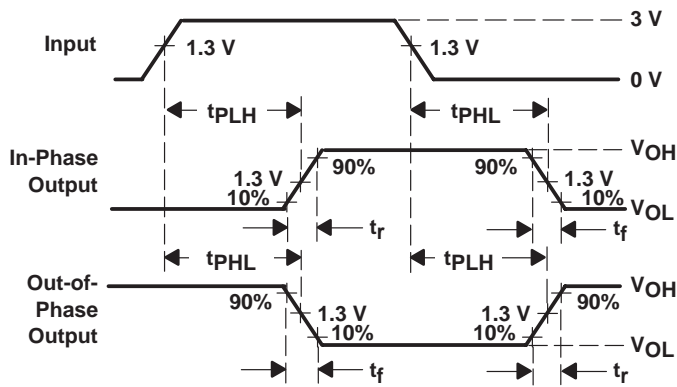 3 V
Input
1.3 V
1.3 V
0 V
tPLH
tPHL
In-Phase
Output
VOH
90%
90%
1.3 V
1.3 V
10%
10%
VOL
tr
tf
tPHL
tPLH
Out-of-
Phase
Output
VOH
90%
90%
1.3 V
1.3 V
10%
10%
VOL
tf
tr